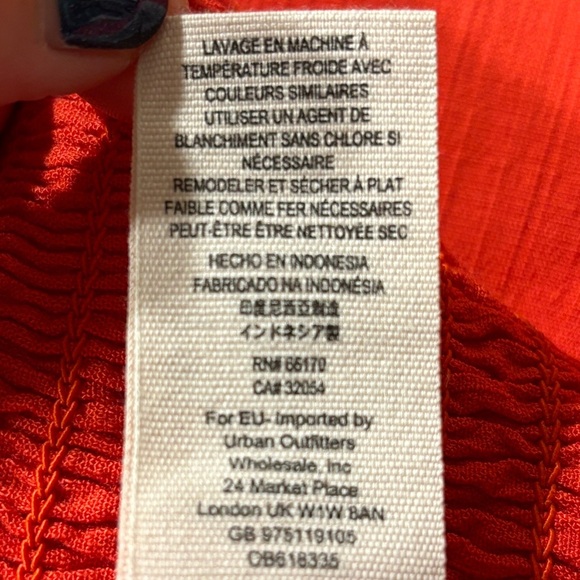 LAVAGE EN MACHINE À
TEMPÉRATURE FROIDE AVEC
COULEURS SIMILAIRES
UTILISER UN AGENT DE
BLANCHIMENT SANS CHLORE SI
NÉCESSAIRE
REMODELER ET SÉCHER À PLAT
FAIBLE COMME FER NÉCESSAIRES
PEUT-ÊTRE ÊTRE NETTOYÉE SEC
HECHO EN INDONESIA
FABRICADO NA INDONÉSIA
印度尼西亚制造
インドネシア製
RN# 66170
CA# 32054
For EU- Imported by
Urban Outfitters
Wholesale, Inc
24 Market Place
London UK W1W 8AN
GB 975119105
OB618335